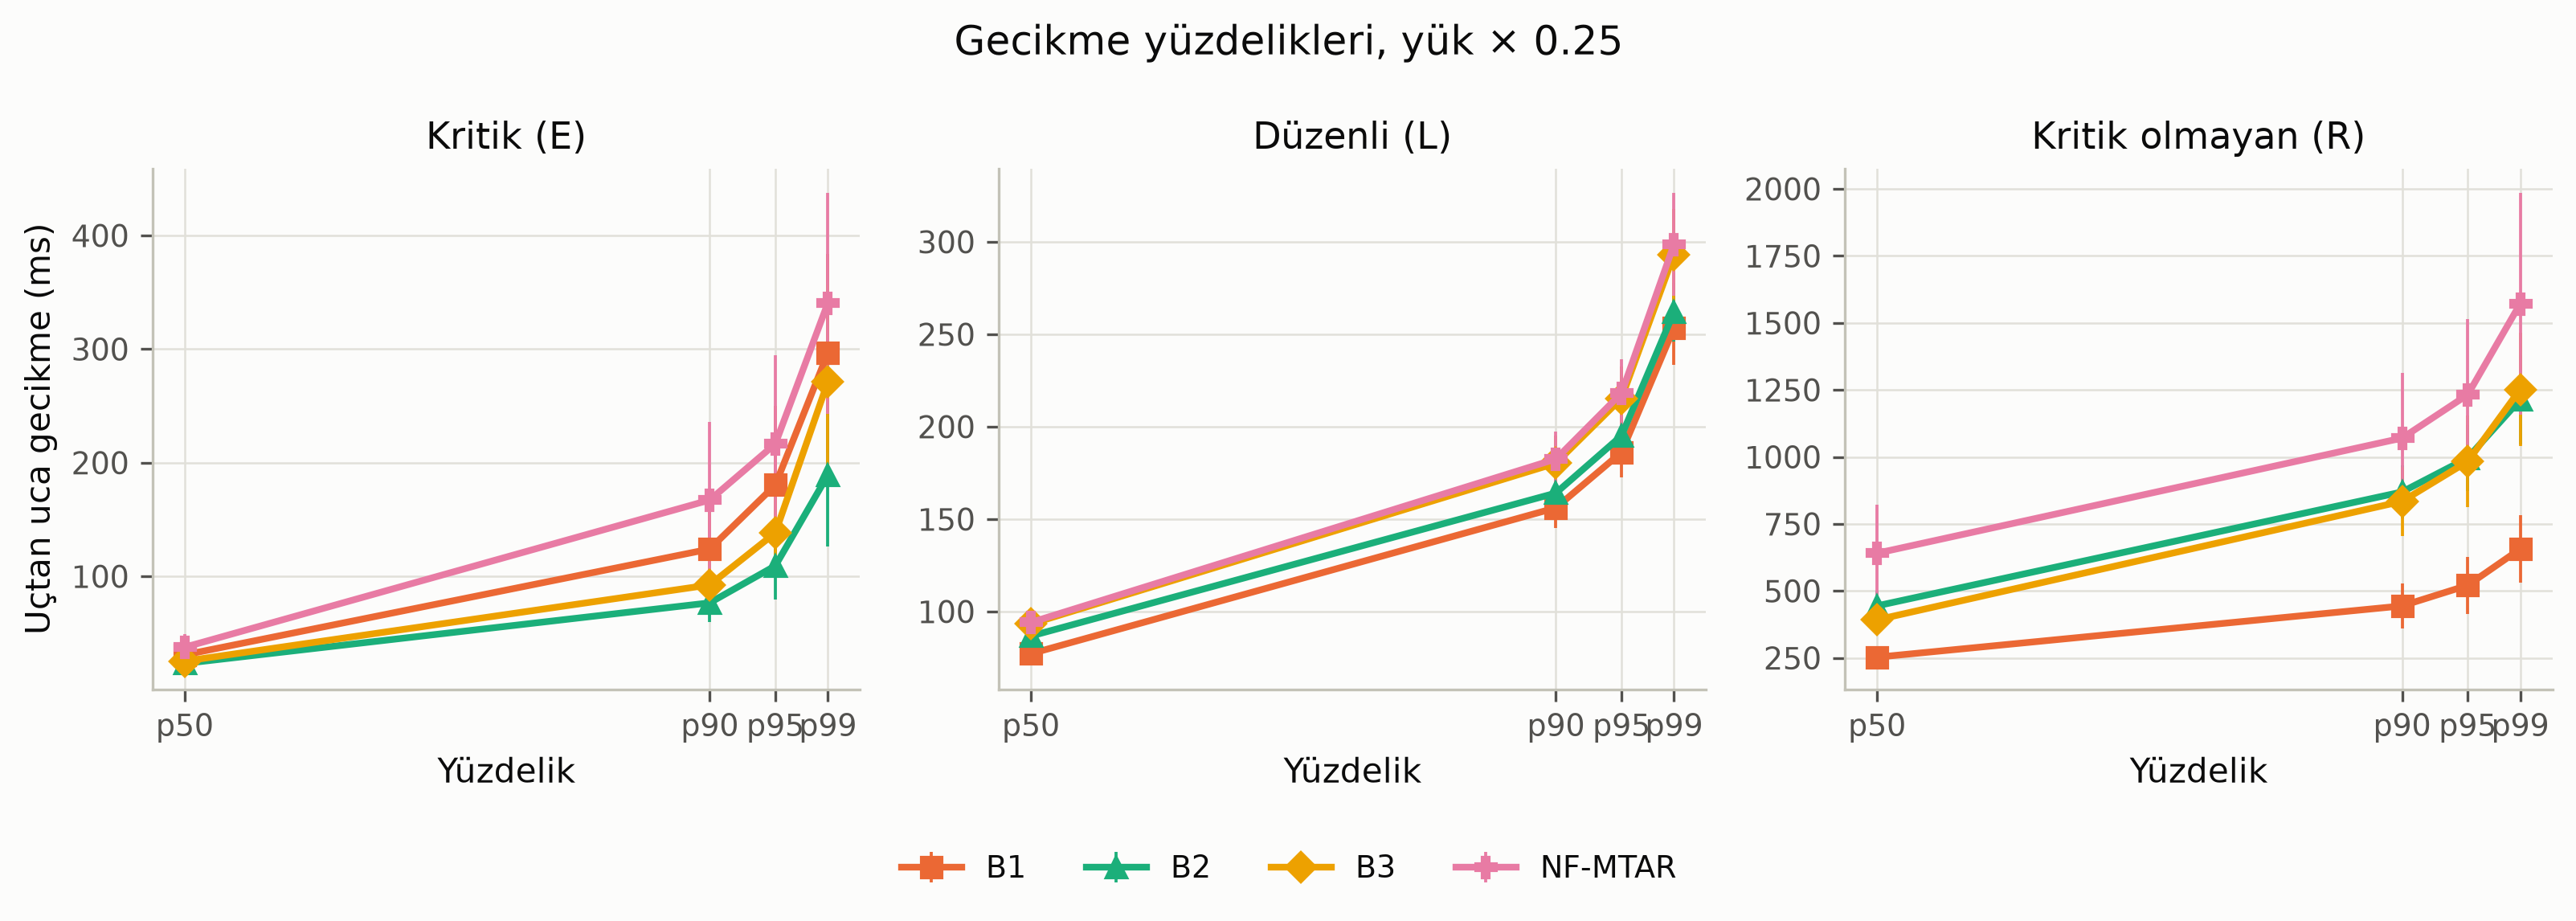 Gecikme yüzdelikleri, yük × 0.25
Kritik (E)
Düzenli (L)
Kritik olmayan (R)
Uçtan uca gecikme (ms)
400
300
200
100
300
250
200
150
100
2000
1750
1500
1250
1000
750
500
250
p50 p90 p95 p99
p50 p90 p95 p99
p50 p90 p95 p99
Yüzdelik
Yüzdelik
Yüzdelik
B1 B2 B3 NF-MTAR